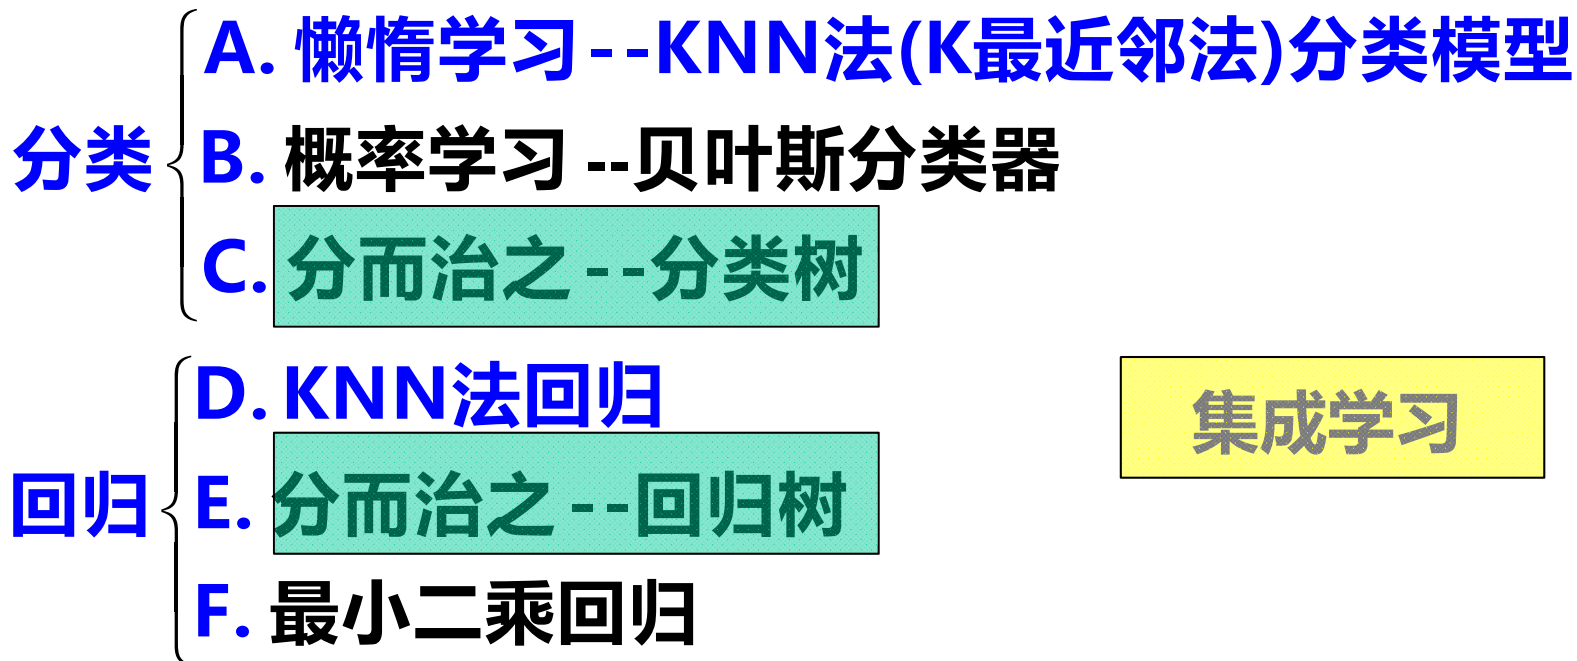 分类
A. 懒惰学习--KNN法(K最近邻法)分类模型
B. 概率学习 --贝叶斯分类器
C. 分而治之 --分类树
回归
D. KNN法回归
E. 分而治之 --回归树
F. 最小二乘回归
集成学习